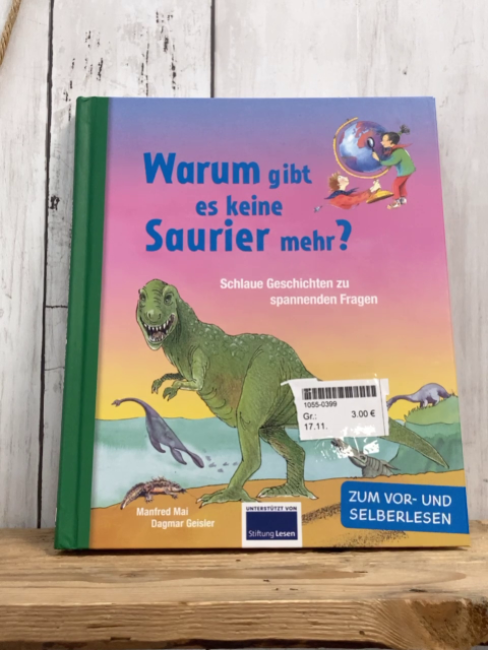 Warum gibt
es keine
Saurier mehr?
Schlaue Geschichten zu
spannenden Fragen
1055-0399
Gr.: 3.00 €
17.11.
Manfred Mai
Dagmar Geisler
UNTERSTÜTZT VON
Stiftung Lesen
ZUM VOR- UND
SELBERLESEN